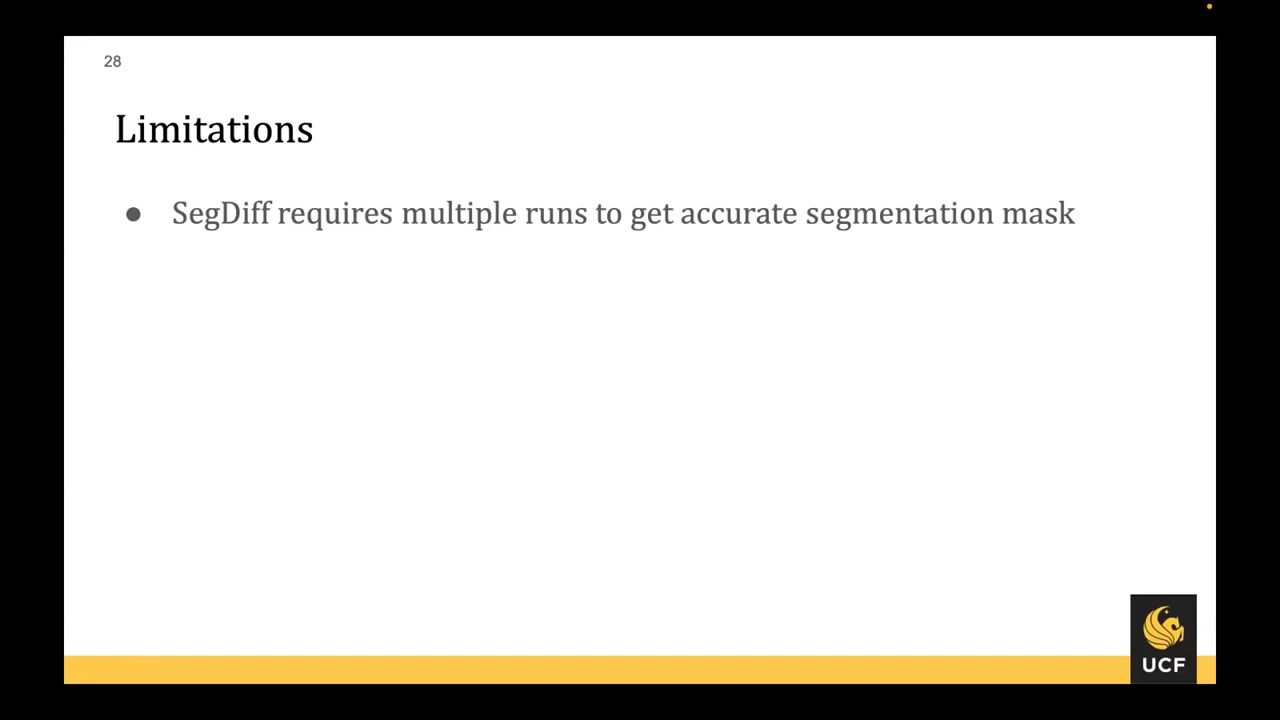 28
Limitations
● SegDiff requires multiple runs to get accurate segmentation mask
UCF